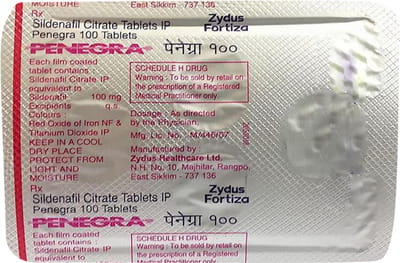 MOISTURE East Sikkim - 737 136
Rx
Sildenafil Citrate Tablets IP
Penegra 100 Tablets
Zydus
Fortiza
PENEGRA® पेनेग्रा १००
Each film coated
tablet contains :
Sildenafil Citrate IP
equivalent to
Sildenafil 100 mg
Excipients q.s
Colours :
Red Oxide of Iron NF &
Titanium Dioxide IP
KEEP IN A COOL
DRY PLACE
PROTECT FROM
LIGHT AND
MOISTURE
SCHEDULE H DRUG
Warning : To be sold by retail on
the prescription of a Registered
Medical Practitioner only.
Dosage : As directed
by the Physician.
Mfg. Lic. No.: M/440/07
Manufactured by :
Zydus Healthcare Ltd.
N.H. No. 10, Majhitar, Rangpo,
East Sikkim - 737 136
Rx
Sildenafil Citrate Tablets IP
Penegra 100 Tablets
Zydus
Fortiza
PENEGRA® पेनेग्रा १००
Each film coated
tablet contains :
Sildenafil Citrate IP
equivalent to
SCHEDULE H DRUG
Warning : To be sold by retail on
the prescription of a Registered
Medical Practitioner only.